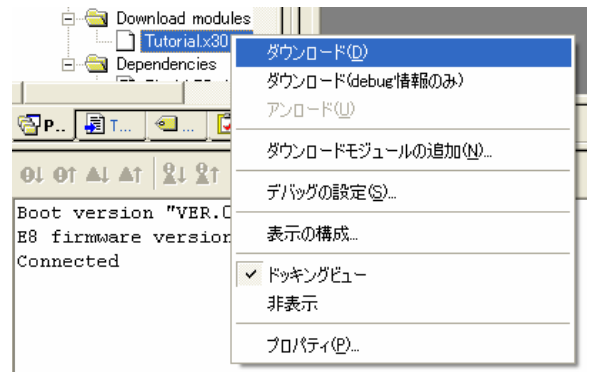 Download modules
Tutorial.x30
Dependencies
ダウンロード(D)
ダウンロード(debug情報のみ)
アンロード(U)
ダウンロードモジュールの追加(N)...
デバッグの設定(S)...
表示の構成...
ドッキングビュー
非表示
プロパティ(P)...
P..
T...
...
Boot version "VER.
E8 firmware version
Connected